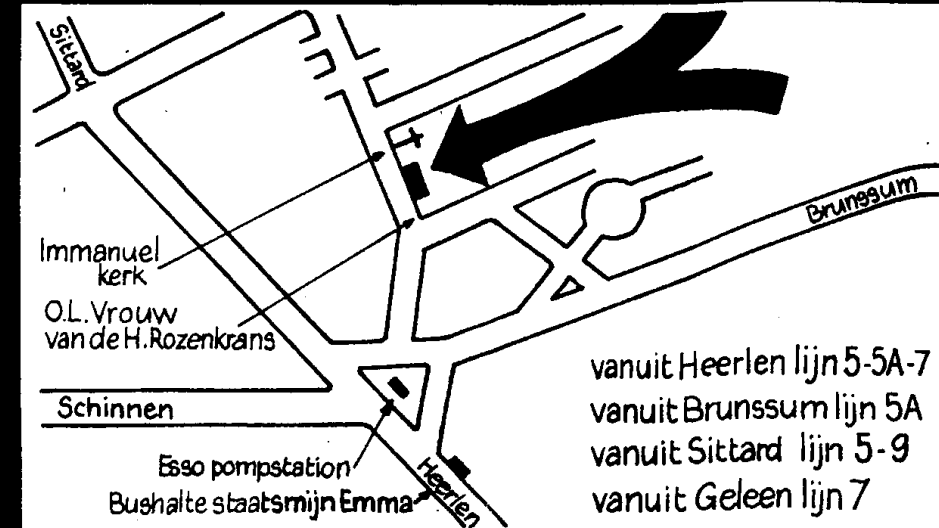 Sittard
Immanuel
kerk
O.L.Vrouw
van de H.Rozenkrans
Brunssum
Schinnen
Esso pompstation
Bushalte staatsmijn Emma
Heerlen
vanuit Heerlen lijn 5-5A-7
vanuit Brunssum lijn 5A
vanuit Sittard lijn 5-9
vanuit Geleen lijn 7